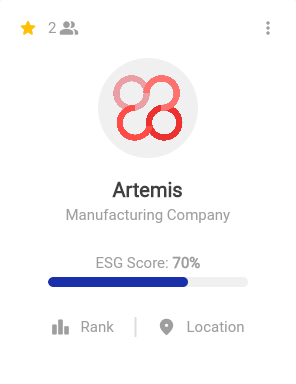 2
Artemis
Manufacturing Company
ESG Score: 70%
Rank
Location